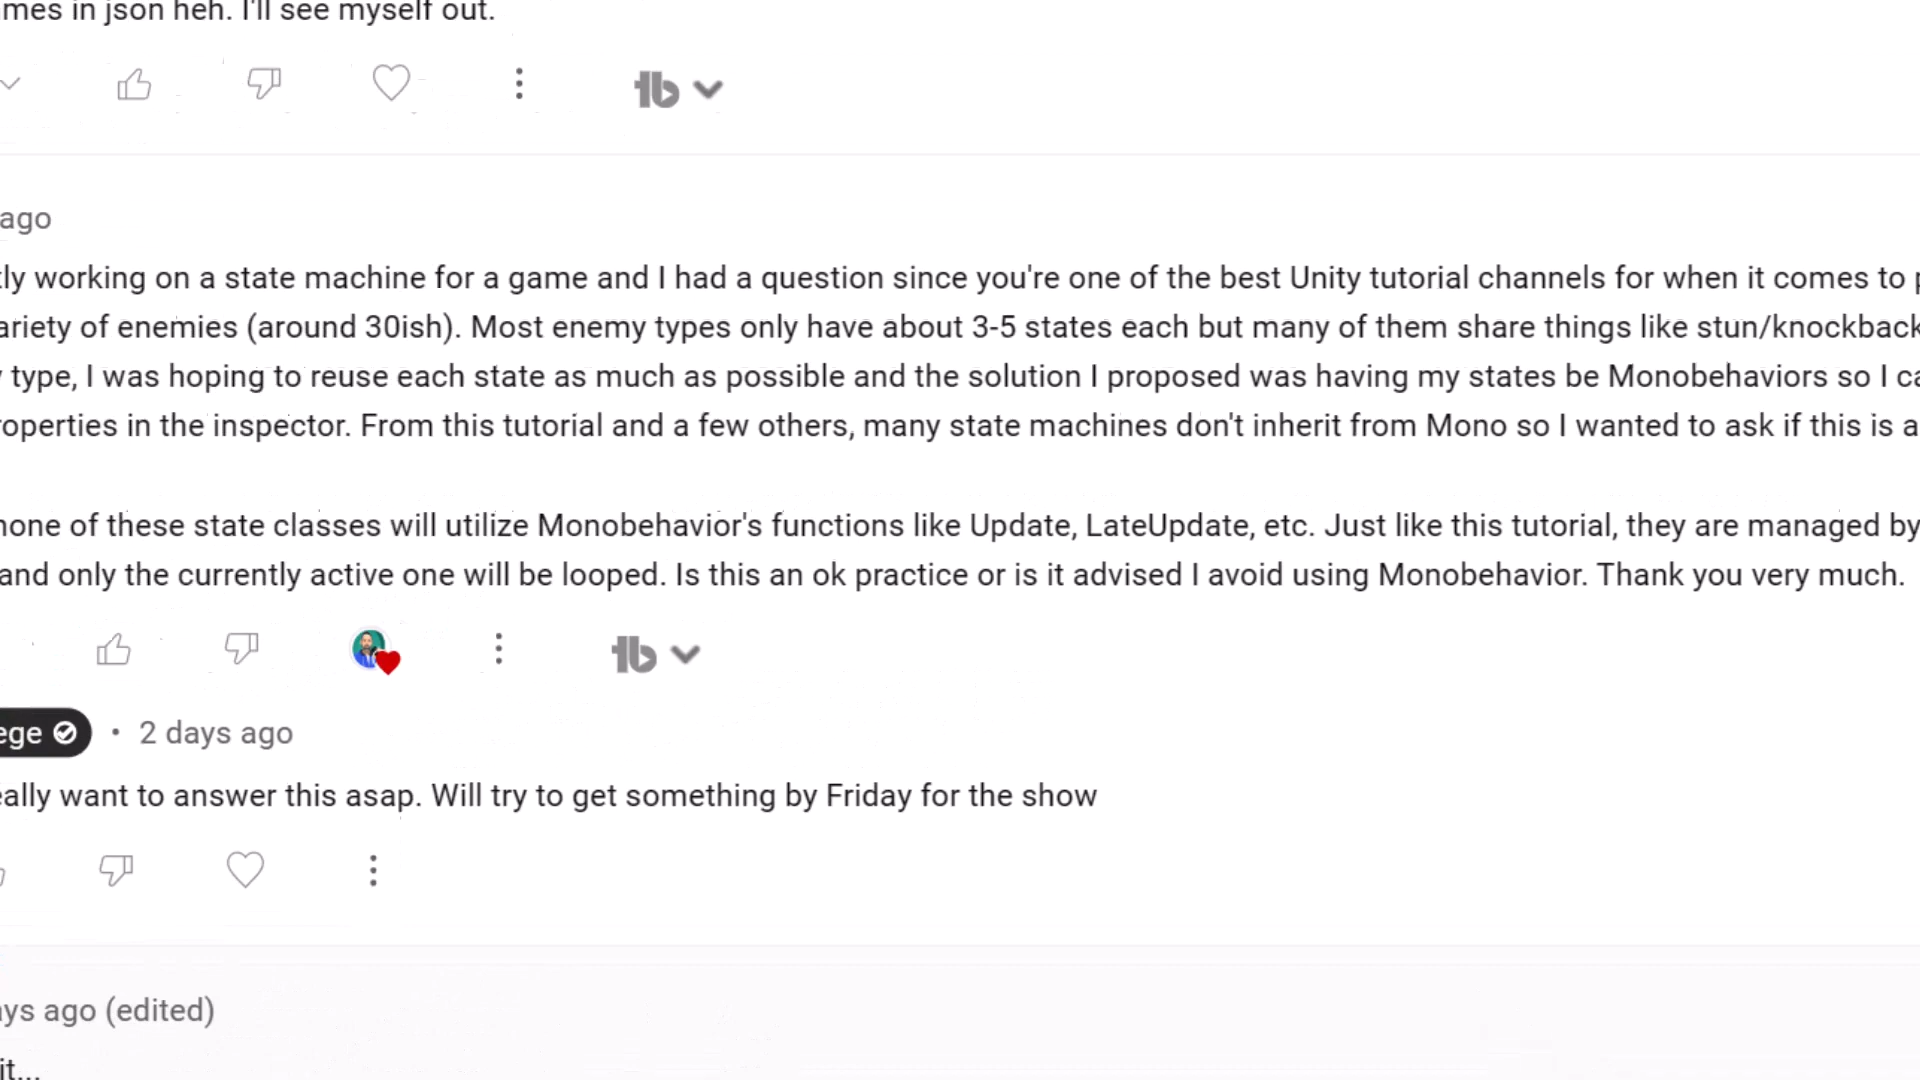 mes in json heh. I'll see myself out.
ago
working on a state machine for a game and I had a question since you're one of the best Unity tutorial channels for when it comes to
ariety of enemies (around 30ish). Most enemy types only have about 3-5 states each but many of them share things like stun/knockback
type, I was hoping to reuse each state as much as possible and the solution I proposed was having my states be Monobehaviors so I ca
operties in the inspector. From this tutorial and a few others, many state machines don't inherit from Mono so I wanted to ask if this is a
none of these state classes will utilize Monobehavior's functions like Update, LateUpdate, etc. Just like this tutorial, they are managed by
and only the currently active one will be looped. Is this an ok practice or is it advised I avoid using Monobehavior. Thank you very much.
ege • 2 days ago
eally want to answer this asap. Will try to get something by Friday for the show
ays ago (edited)
it...